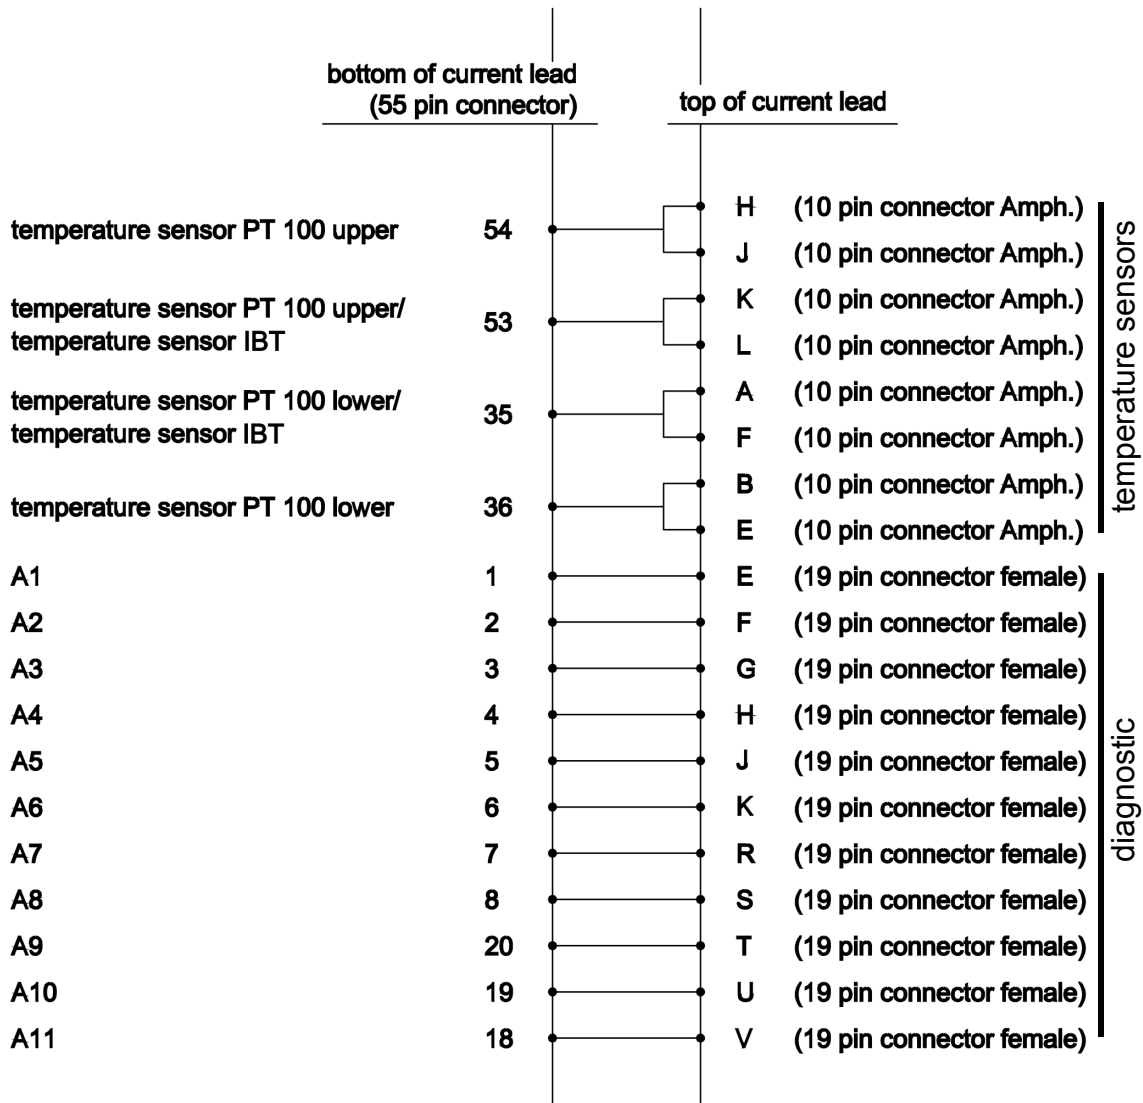 bottom of current lead
(55 pin connector)
top of current lead
temperature sensor PT 100 upper 54 H (10 pin connector Amph.)
J (10 pin connector Amph.)
temperature sensor PT 100 upper/
temperature sensor IBT 53 K (10 pin connector Amph.)
L (10 pin connector Amph.)
temperature sensor PT 100 lower/
temperature sensor IBT 35 A (10 pin connector Amph.)
F (10 pin connector Amph.)
temperature sensor PT 100 lower 36 B (10 pin connector Amph.)
E (10 pin connector Amph.)
temperature sensors
A1 1 E (19 pin connector female)
A2 2 F (19 pin connector female)
A3 3 G (19 pin connector female)
A4 4 H (19 pin connector female)
A5 5 J (19 pin connector female)
A6 6 K (19 pin connector female)
A7 7 R (19 pin connector female)
A8 8 S (19 pin connector female)
A9 20 T (19 pin connector female)
A10 19 U (19 pin connector female)
A11 18 V (19 pin connector female)
diagnostic